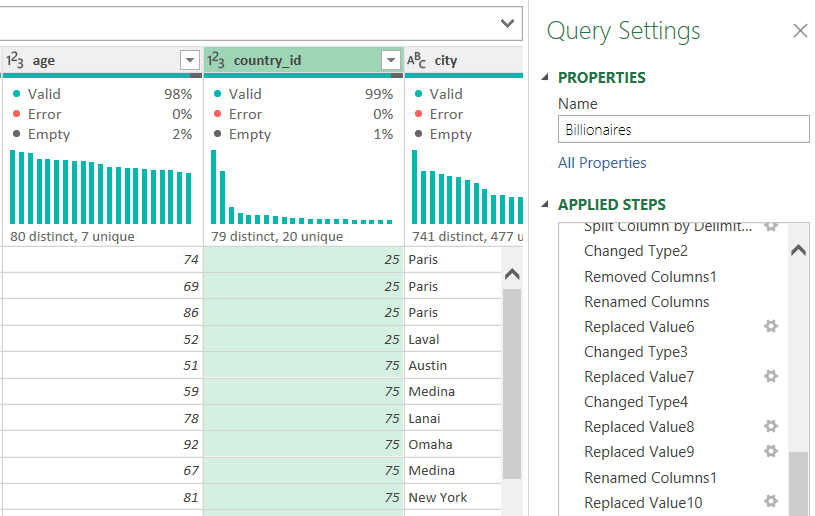 Query Settings
1²3 age
1²3 country_id
ABC city
Valid 98%
Error 0%
Empty 2%
Valid 99%
Error 0%
Empty 1%
Valid
Error
Empty
80 distinct, 7 unique
79 distinct, 20 unique
741 distinct, 477 u
74 25 Paris
69 25 Paris
86 25 Paris
52 25 Laval
51 75 Austin
59 75 Medina
78 75 Lanai
92 75 Omaha
67 75 Medina
81 75 New York
PROPERTIES
Name
Billionaires
All Properties
APPLIED STEPS
Split Column by Delimit...
Changed Type2
Removed Columns1
Renamed Columns
Replaced Value6
Changed Type3
Replaced Value7
Changed Type4
Replaced Value8
Replaced Value9
Renamed Columns1
Replaced Value10